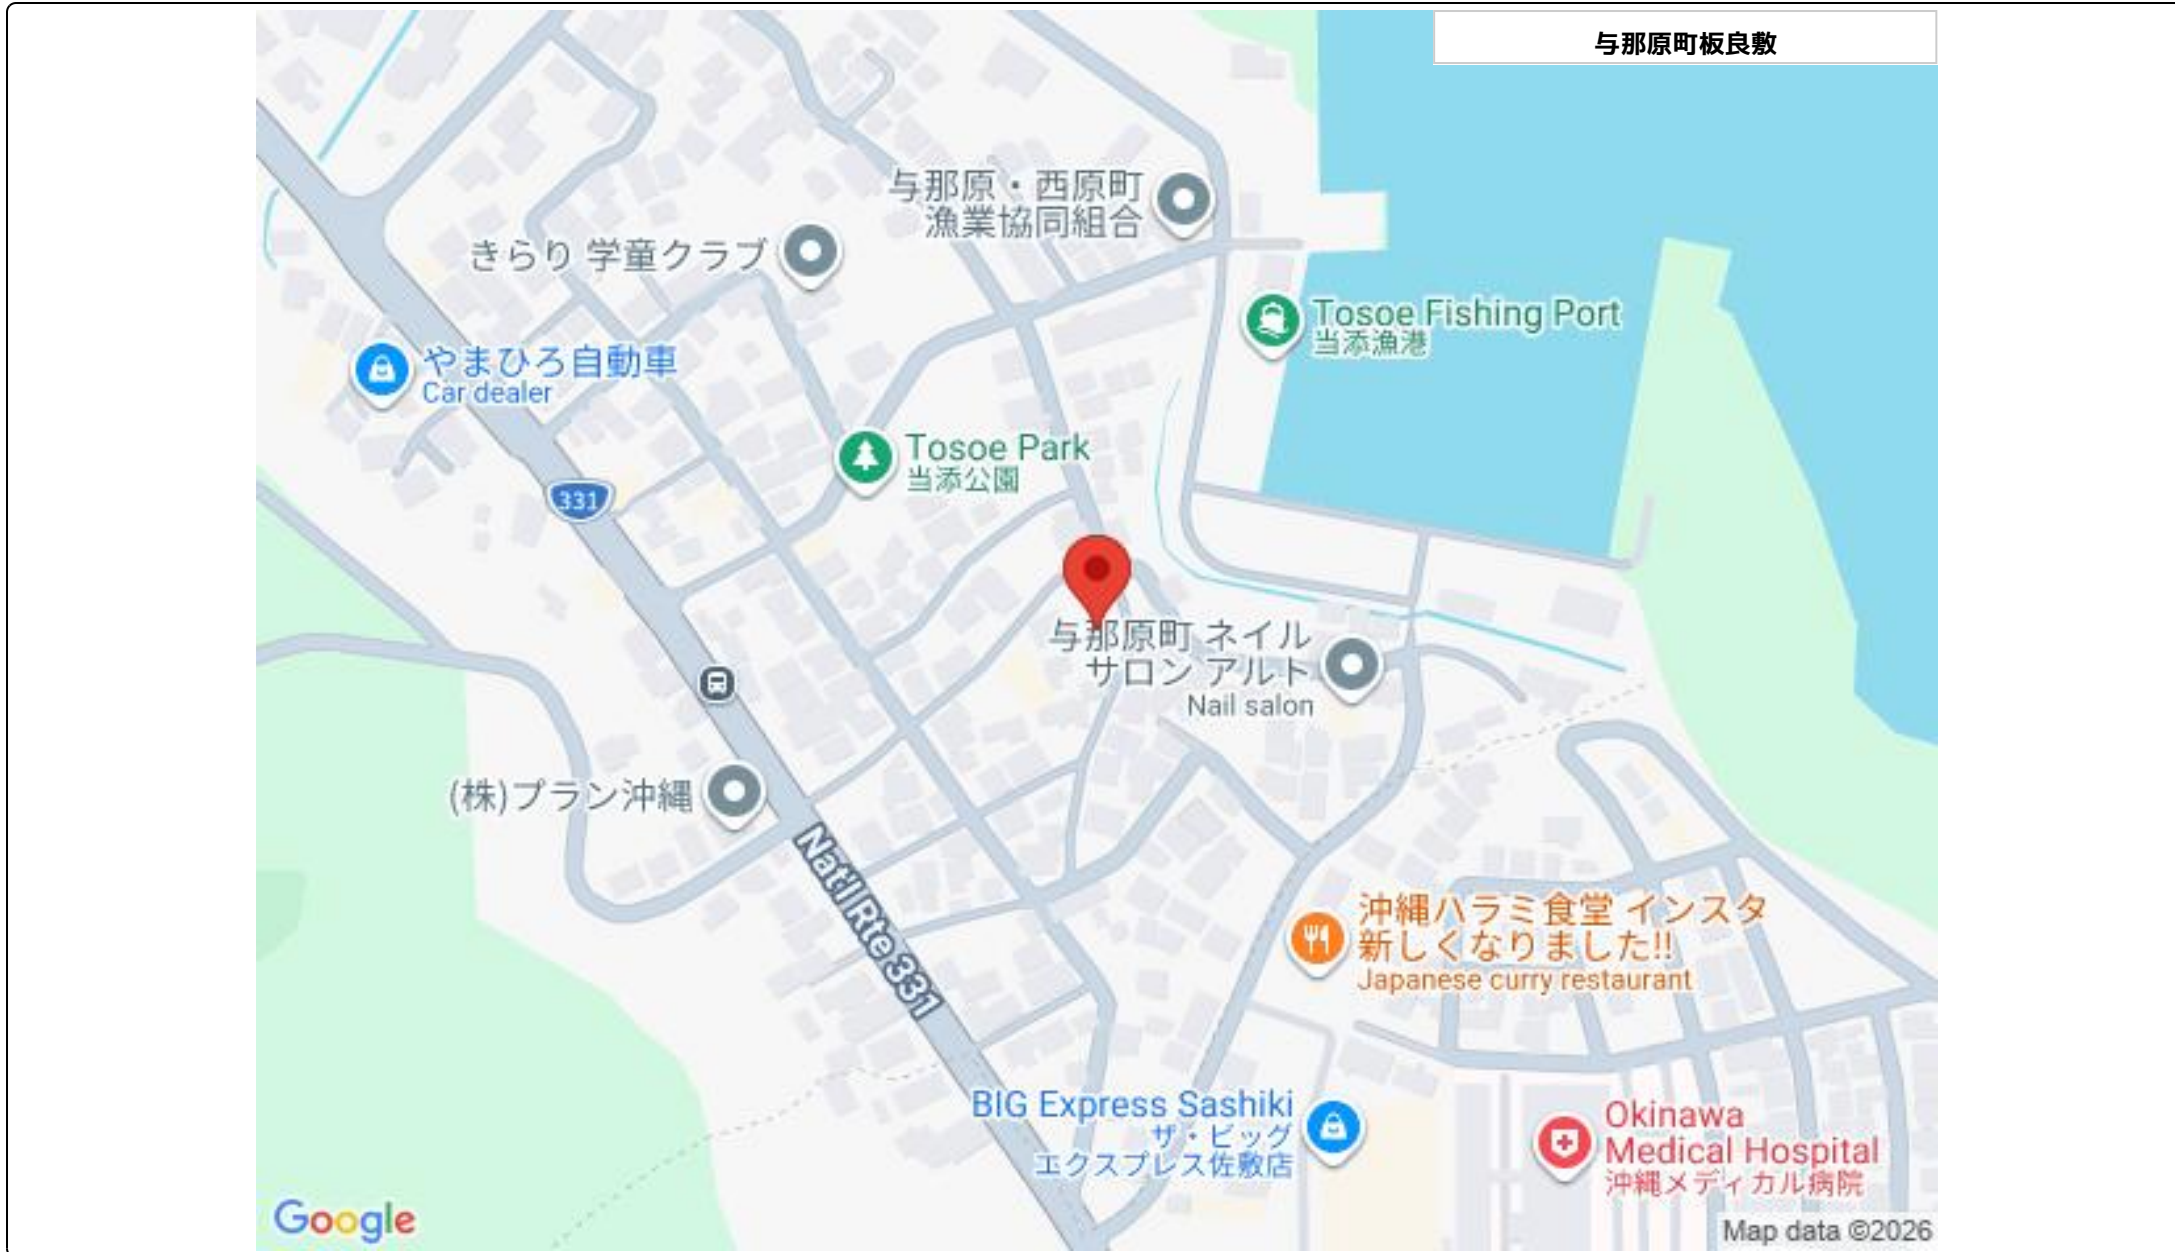 与那原町板良敷
与那原・西原町
漁業協同組合
きらり 学童クラブ
Tosoe Fishing Port
当添漁港
やまひろ自動車
Car dealer
Tosoe Park
当添公園
331
与那原町 ネイル
サロン アルト
Nail salon
(株)プラン沖縄
Nat'l Rte 331
沖縄ハラミ食堂 インスタ
新しくなりました!!
Japanese curry restaurant
BIG Express Sashiki
ザ・ビッグ
エクスプレス佐敷店
Okinawa
Medical Hospital
沖縄メディカル病院
Google
Map data ©2026